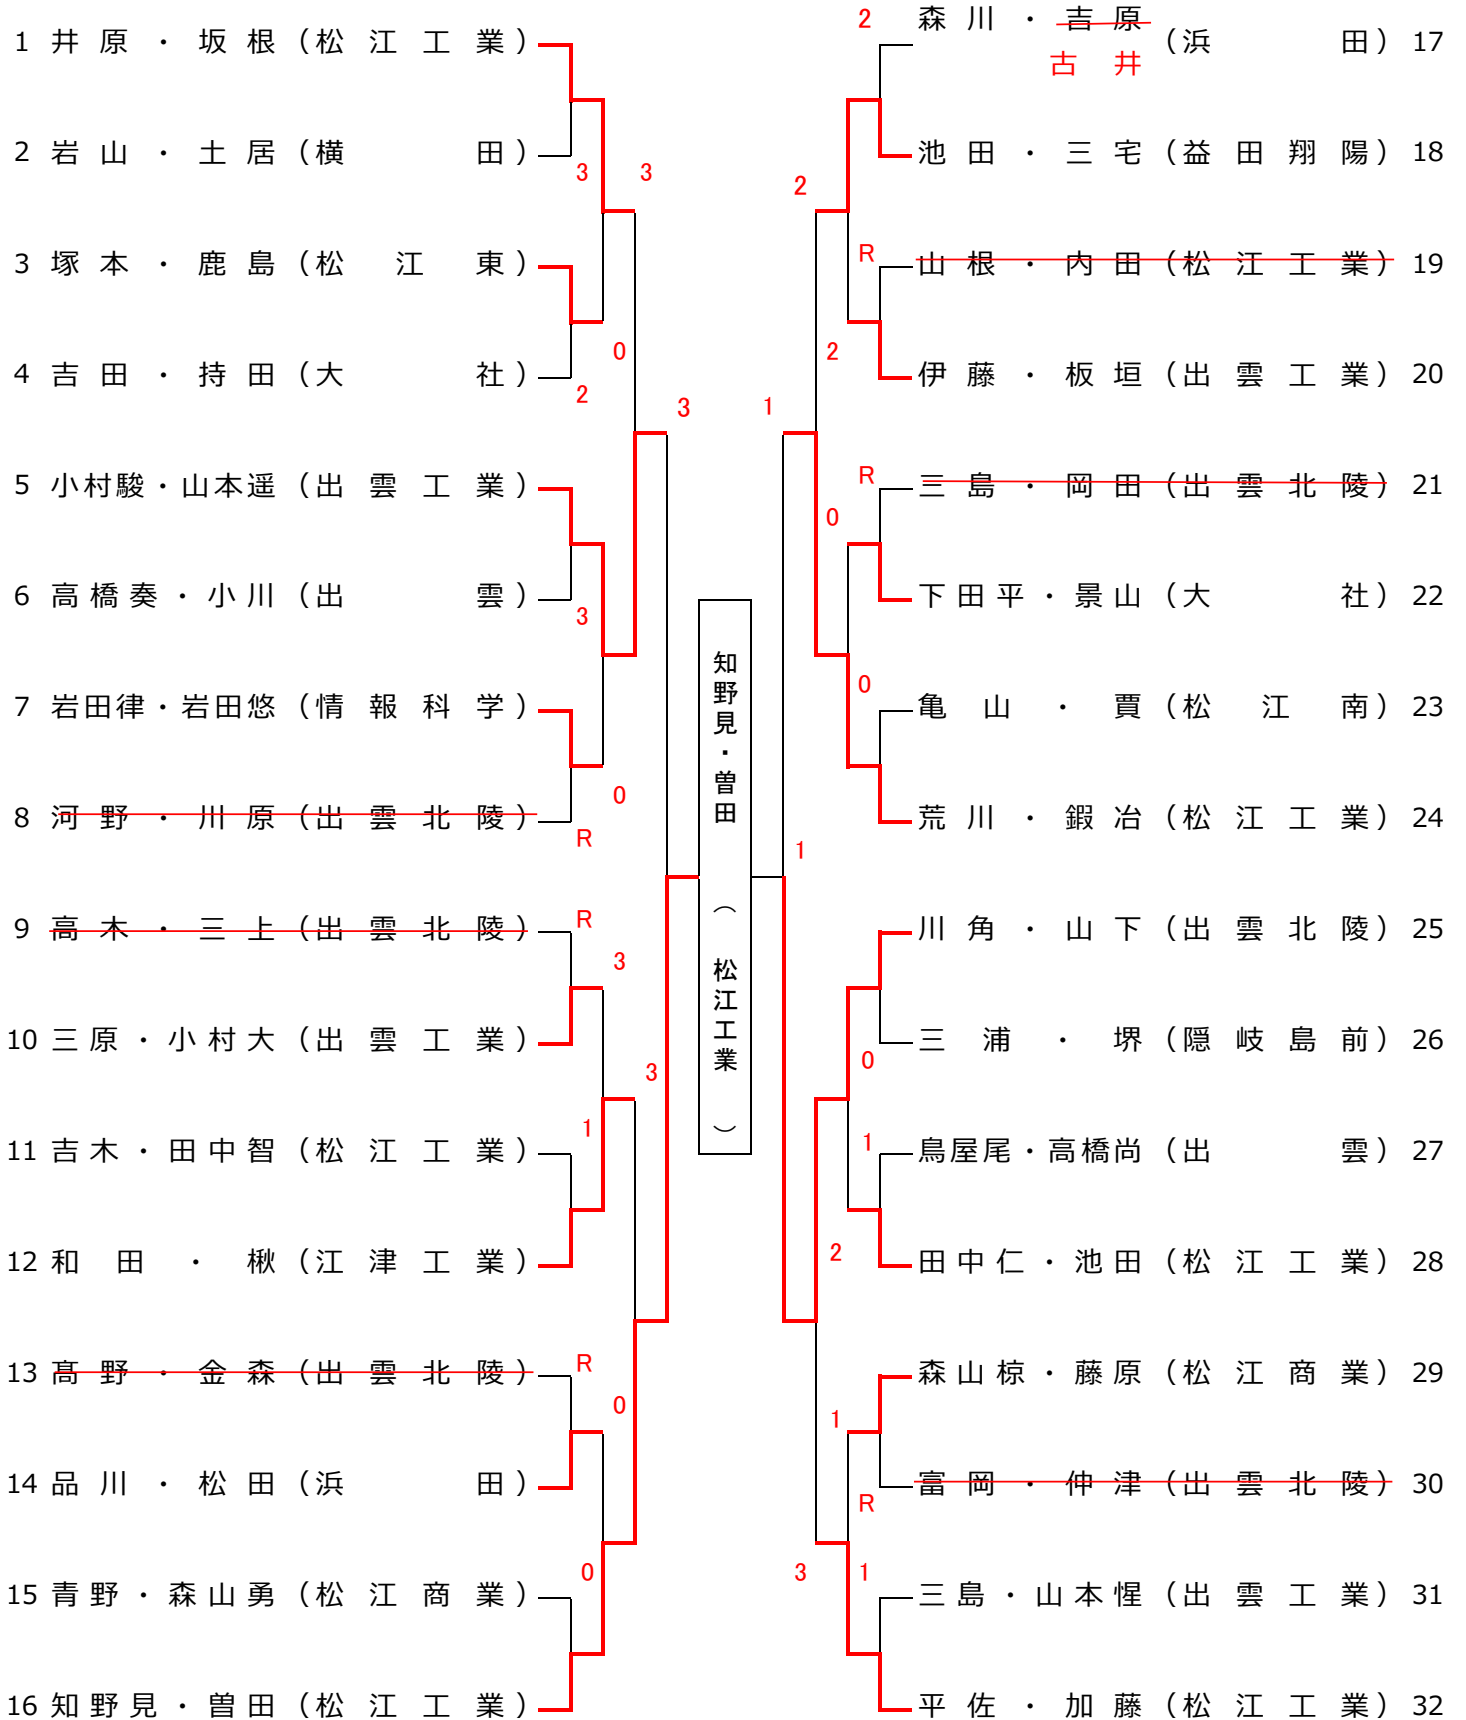 1 井原・坂根（松江工業）
2 岩山・土居（横田）
3 塚本・鹿島（松江東）
4 吉田・持田（大社）
5 小村駿・山本遥（出雲工業）
6 高橋奏・小川（出雲）
7 岩田律・岩田悠（情報科学）
8 河野・川原（出雲北陵）
9 高木・三上（出雲北陵）
10 三原・小村大（出雲工業）
11 吉木・田中智（松江工業）
12 和田・楸（江津工業）
13 髙野・金森（出雲北陵）
14 品川・松田（浜田）
15 青野・森山勇（松江商業）
16 知野見・曽田（松江工業）
3
3
2
0
3
3
0
R
R
3
1
3
R
0
0
知野見・曽田（松江工業）
2
2
R
2
1
R
0
0
1
0
1
2
1
R
3
1
森川・吉原（浜田）17
古井
池田・三宅（益田翔陽）18
山根・内田（松江工業）19
伊藤・板垣（出雲工業）20
三島・岡田（出雲北陵）21
下田平・景山（大社）22
亀山・賈（松江南）23
荒川・鍜冶（松江工業）24
川角・山下（出雲北陵）25
三浦・堺（隠岐島前）26
鳥屋尾・高橋尚（出雲）27
田中仁・池田（松江工業）28
森山椋・藤原（松江商業）29
富岡・仲津（出雲北陵）30
三島・山本惺（出雲工業）31
平佐・加藤（松江工業）32